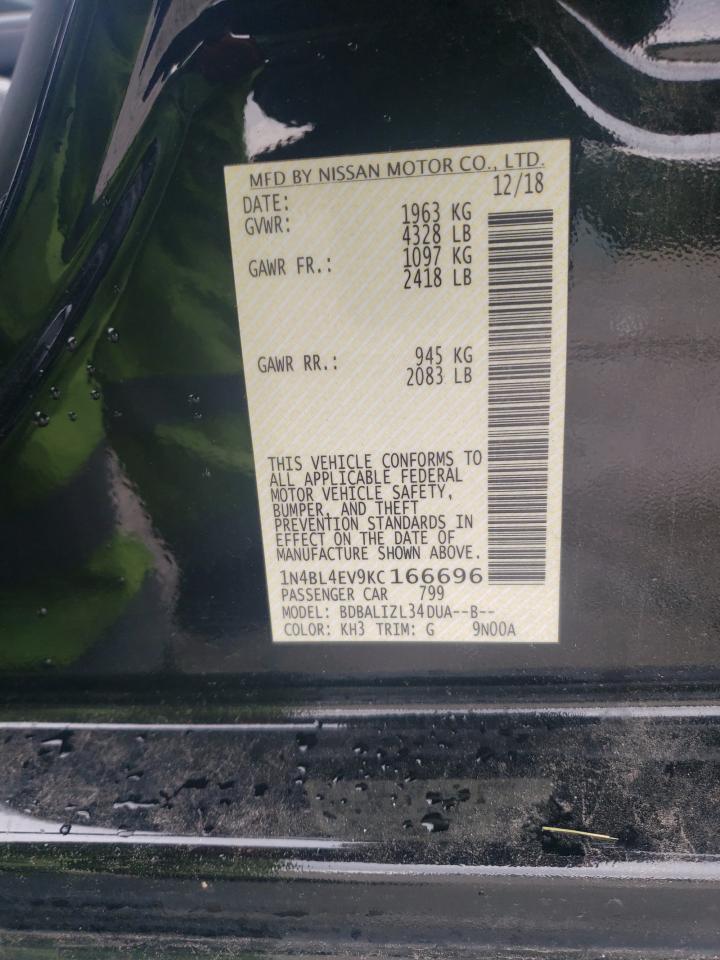 MFD BY NISSAN MOTOR CO., LTD.
DATE: 12/18
GVWR: 1963 KG
4328 LB
GAWR FR.: 1097 KG
2418 LB
GAWR RR.: 945 KG
2083 LB
THIS VEHICLE CONFORMS TO
ALL APPLICABLE FEDERAL
MOTOR VEHICLE SAFETY,
BUMPER, AND THEFT
PREVENTION STANDARDS IN
EFFECT ON THE DATE OF
MANUFACTURE SHOWN ABOVE.
1N4BL4EV9KC166696
PASSENGER CAR 799
MODEL: BDBALIZL34DUA--B--
COLOR: KH3 TRIM: G 9N00A